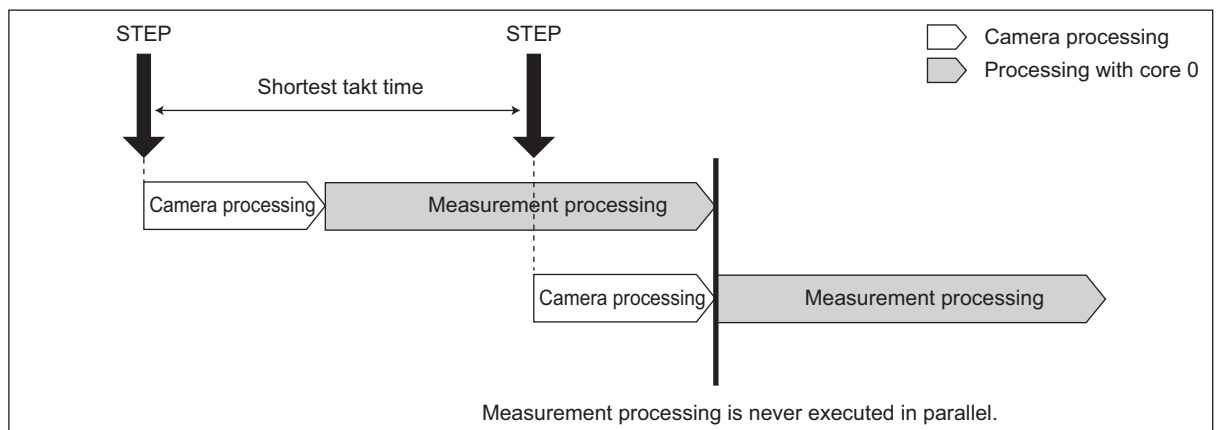 STEP
STEP
Camera processing
Processing with core 0
Shortest takt time
Camera processing
Measurement processing
Camera processing
Measurement processing
Measurement processing is never executed in parallel.